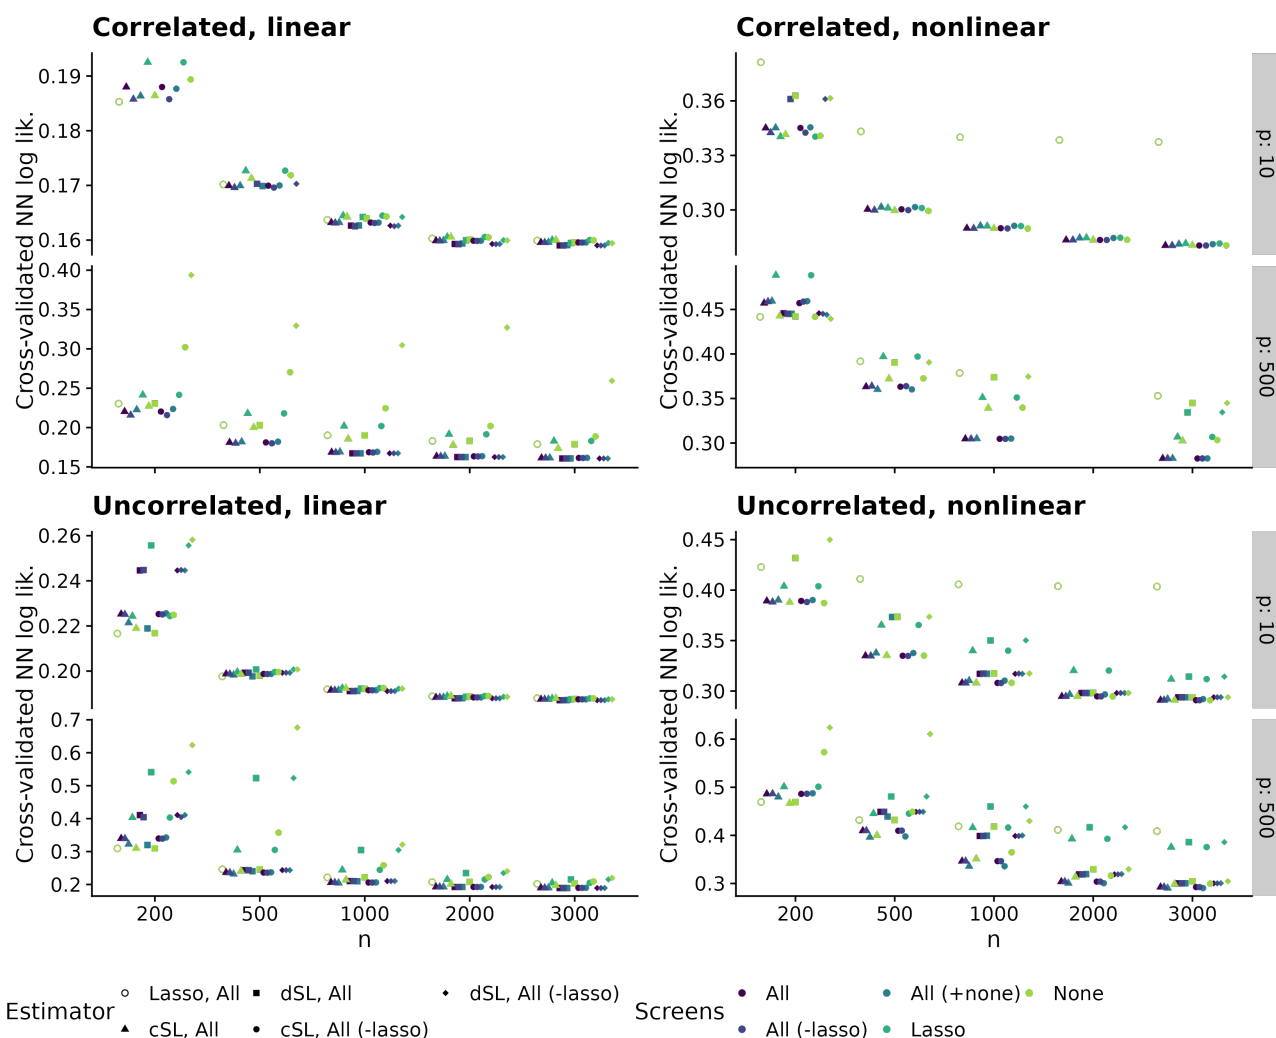 Correlated, linear
Correlated, nonlinear
Cross-validated NN log lik.
0.19
0.18
0.17
0.16
0.40
0.35
0.30
0.25
0.20
0.15
Cross-validated NN log lik.
0.36
0.33
0.30
0.45
0.40
0.35
0.30
p: 10
p: 500
Uncorrelated, linear
Uncorrelated, nonlinear
Cross-validated NN log lik.
0.26
0.24
0.22
0.20
0.7
0.6
0.5
0.4
0.3
0.2
200 500 1000 2000 3000
n
Cross-validated NN log lik.
0.45
0.40
0.35
0.30
0.6
0.5
0.4
0.3
200 500 1000 2000 3000
n
p: 10
p: 500
Estimator
Lasso, All
cSL, All
dSL, All
cSL, All (-lasso)
dSL, All (-lasso)
Screens
All
All (-lasso)
All (+none)
Lasso
None